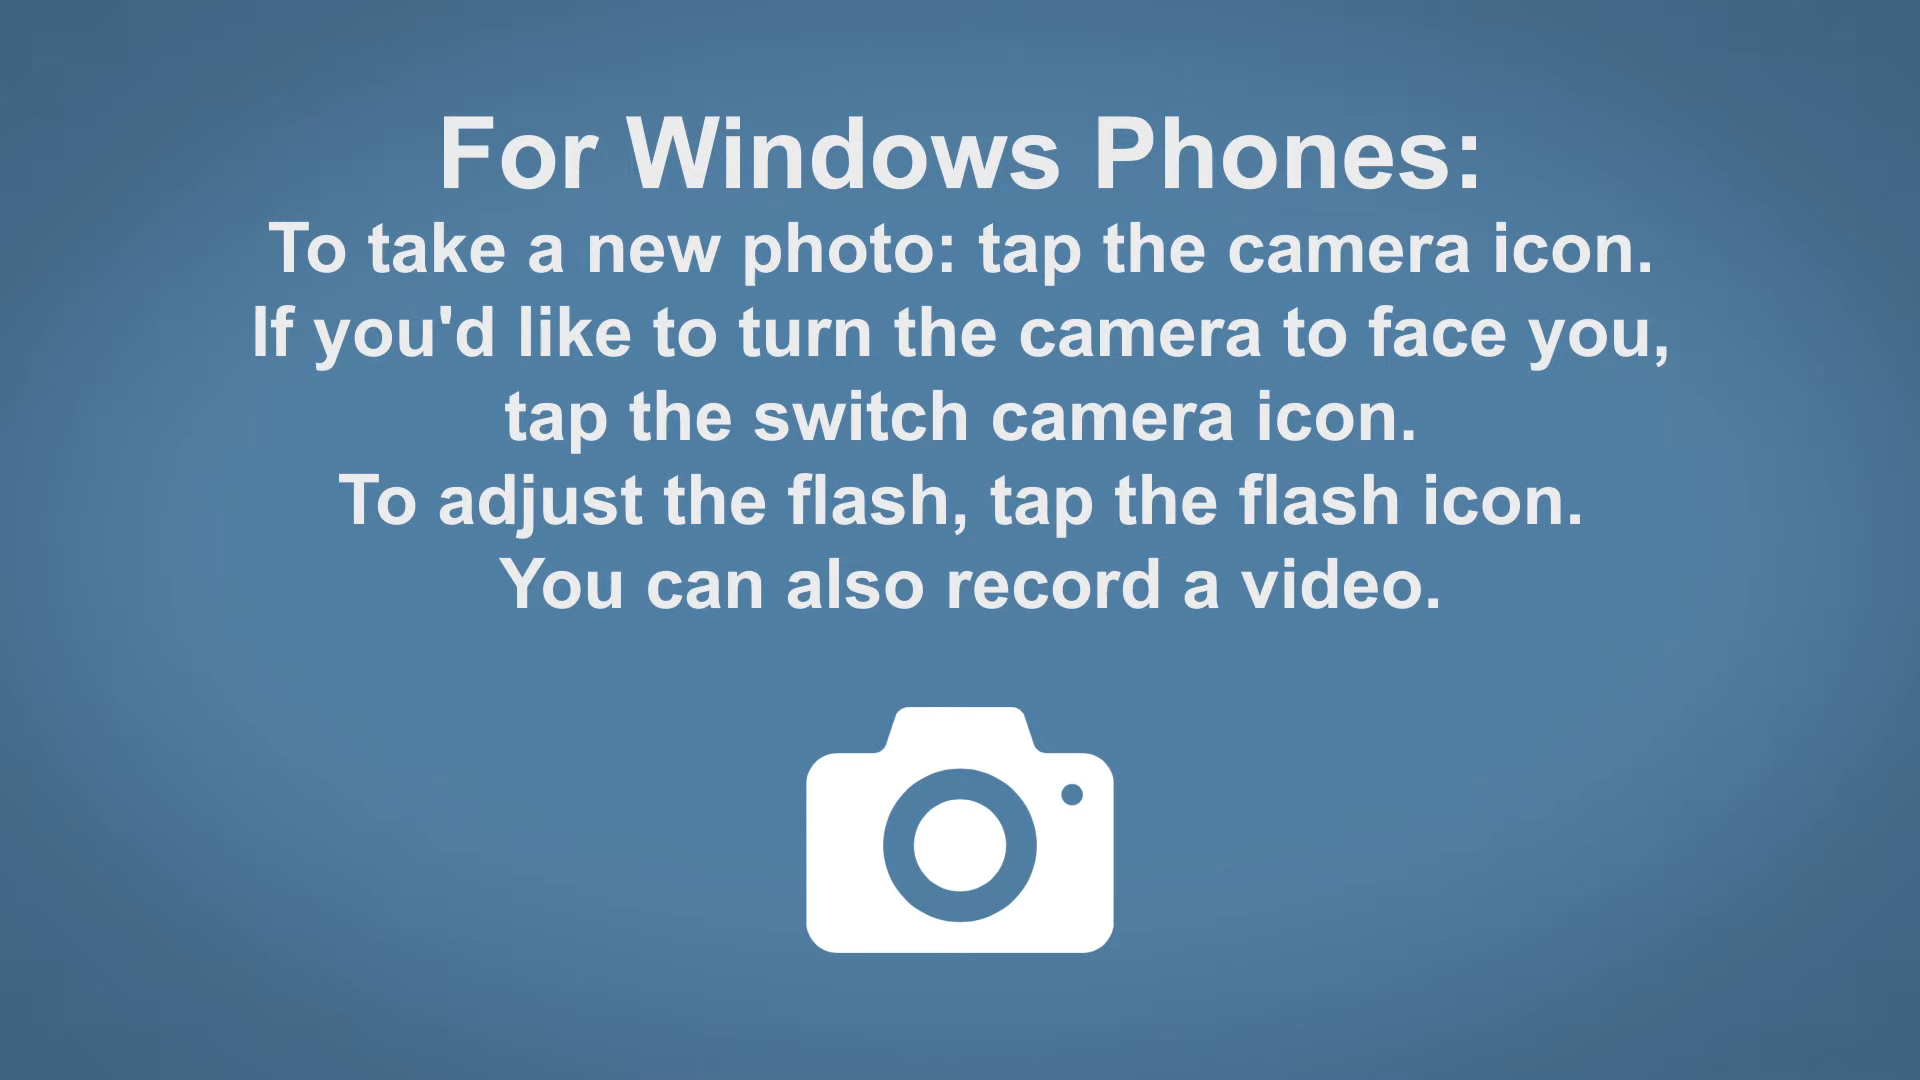 For Windows Phones:
To take a new photo: tap the camera icon.
If you'd like to turn the camera to face you,
tap the switch camera icon.
To adjust the flash, tap the flash icon.
You can also record a video.